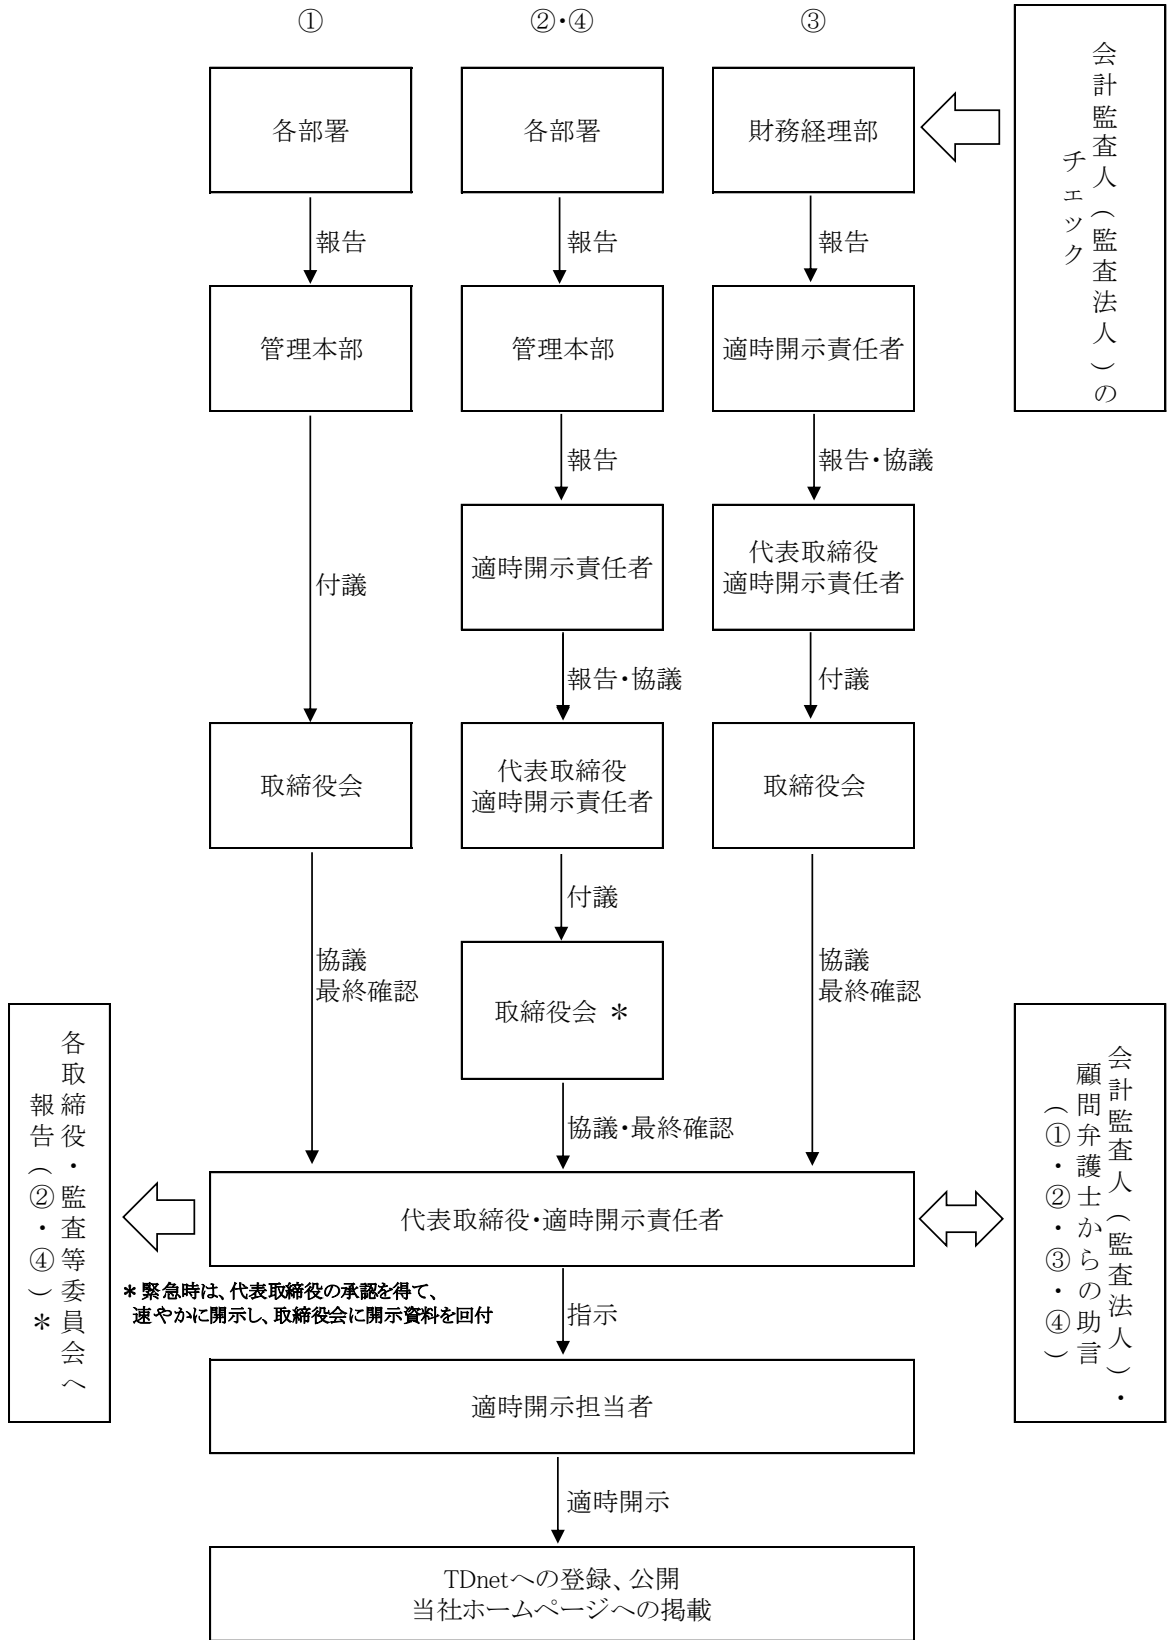 ①
②・④
③
各部署
各部署
財務経理部
会計監査人(監査法人)の
チェック
報告
報告
報告
管理本部
管理本部
適時開示責任者
付議
報告
報告・協議
適時開示責任者
代表取締役
適時開示責任者
報告・協議
付議
取締役会
代表取締役
適時開示責任者
取締役会
付議
協議
最終確認
取締役会 *
協議
最終確認
協議・最終確認
各取締役・監査等委員会へ
報告(②・④)*
代表取締役・適時開示責任者
会計監査人(監査法人)・
顧問弁護士からの助言
(①・②・③・④)
* 緊急時は、代表取締役の承認を得て、
速やかに開示し、取締役会に開示資料を回付
指示
適時開示担当者
適時開示
TDnetへの登録、公開
当社ホームページへの掲載